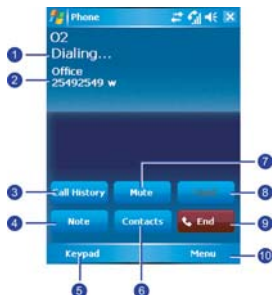 Phone
O2
1 Dialing...
Office
2 25492549 w
7
3 Call History Mute 8
4 Note Contacts End 9
Keypad Menu 10
5 6